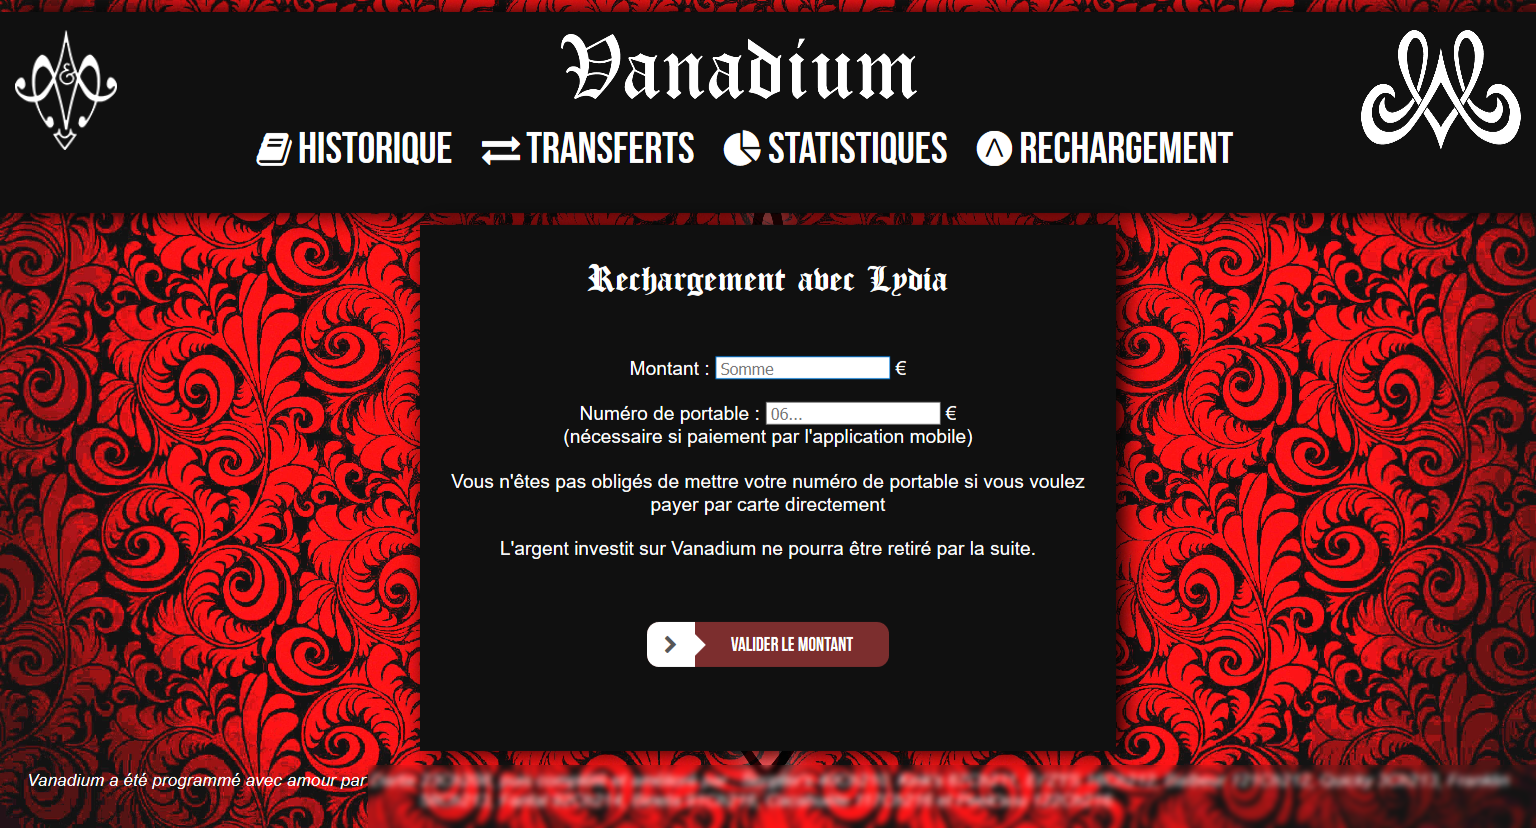 Vanadium
HISTORIQUE TRANSFERTS STATISTIQUES RECHARGEMENT
Rechargement avec Lydia
Montant : Somme €
Numéro de portable : 06... €
(nécessaire si paiement par l'application mobile)
Vous n'êtes pas obligés de mettre votre numéro de portable si vous voulez
payer par carte directement
L'argent investit sur Vanadium ne pourra être retiré par la suite.
VALIDER LE MONTANT
Vanadium a été programmé avec amour par